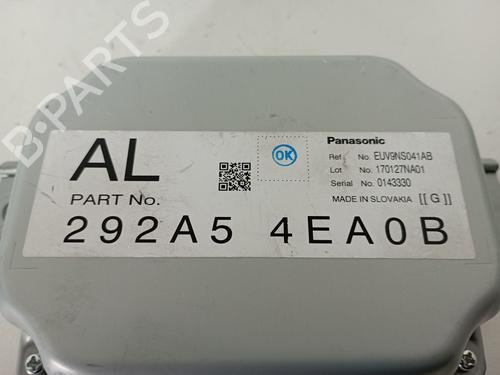 B-PARTS
AL
PART No.
292A5 4EA0B
OK
Panasonic
Ref No. EUV9NS041AB
Lot No. 170127NA01
Serial No. 0143330
MADE IN SLOVAKIA [[G]]